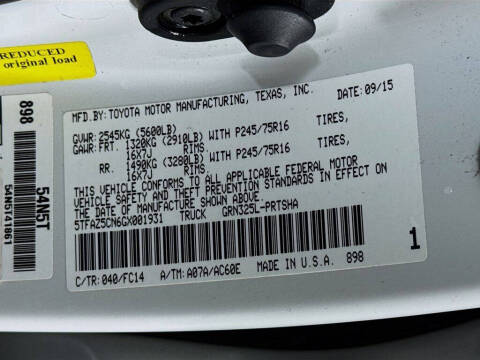 REDUCED
original load
898
54N5T
54N5141861
MFD.BY:TOYOTA MOTOR MANUFACTURING, TEXAS, INC. DATE: 09/15
GVWR: 2545KG (5600LB)
GAWR:FRT. 1320KG (2910LB) WITH P245/75R16 TIRES,
16X7J RIMS.
RR. 1490KG (3280LB) WITH P245/75R16 TIRES,
16X7J RIMS.
THIS VEHICLE CONFORMS TO ALL APPLICABLE FEDERAL MOTOR
VEHICLE SAFETY AND THEFT PREVENTION STANDARDS IN
EFFECT ON THE DATE OF MANUFACTURE SHOWN ABOVE.
5TFAZ5CN6GX001931 TRUCK GRN325L-PRTSHA
1
C/TR:040/FC14 A/TM:A07A/AC60E MADE IN U.S.A. 898